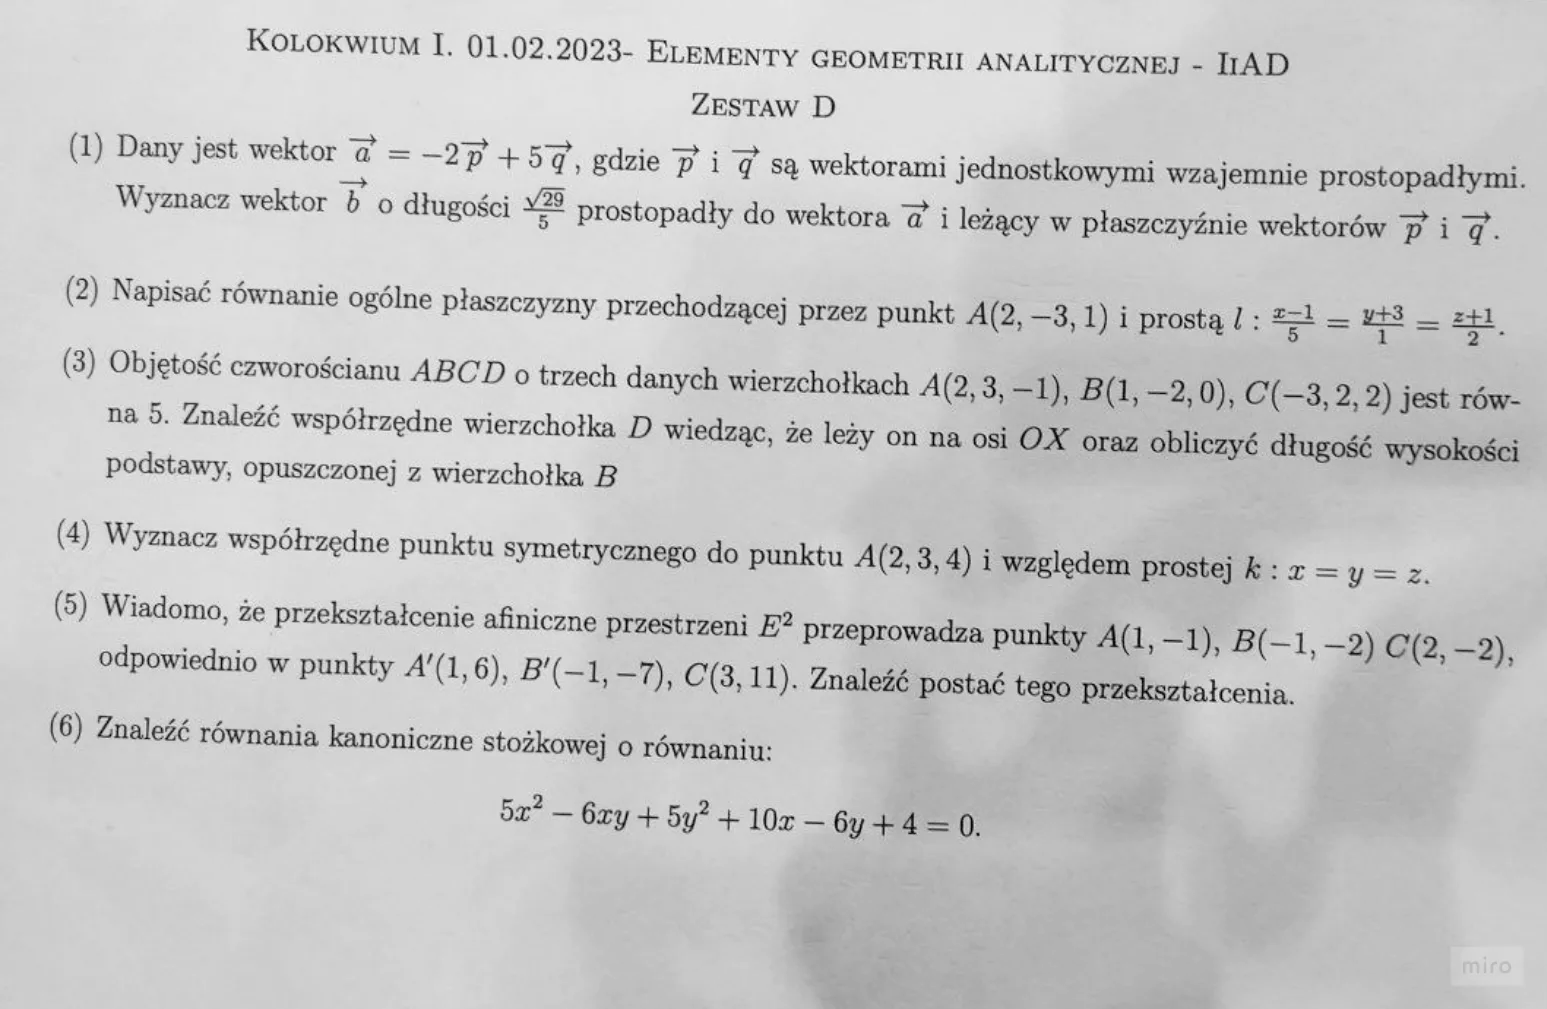 KOLOKWIUM I. 01.02.2023- ELEMENTY GEOMETRII ANALITYCZNEJ - IIAD
ZESTAW D
(1) Dany jest wektor $\overrightarrow{a} = -2\overrightarrow{p} + 5\overrightarrow{q}$, gdzie $\overrightarrow{p}$ i $\overrightarrow{q}$ są wektorami jednostkowymi wzajemnie prostopadłymi.
Wyznacz wektor $\overrightarrow{b}$ o długości $\frac{\sqrt{29}}{5}$ prostopadły do wektora $\overrightarrow{a}$ i leżący w płaszczyźnie wektorów $\overrightarrow{p}$ i $\overrightarrow{q}$.
(2) Napisać równanie ogólne płaszczyzny przechodzącej przez punkt $A(2,-3,1)$ i prostą $l : \frac{x-1}{5} = \frac{y+3}{1} = \frac{z+1}{2}$.
(3) Objętość czworościanu $ABCD$ o trzech danych wierzchołkach $A(2,3,-1)$, $B(1,-2,0)$, $C(-3,2,2)$ jest rów-
na 5. Znaleźć współrzędne wierzchołka $D$ wiedząc, że leży on na osi $OX$ oraz obliczyć długość wysokości
podstawy, opuszczonej z wierzchołka $B$
(4) Wyznacz współrzędne punktu symetrycznego do punktu $A(2,3,4)$ i względem prostej $k : x = y = z$.
(5) Wiadomo, że przekształcenie afiniczne przestrzeni $E^2$ przeprowadza punkty $A(1,-1)$, $B(-1,-2)$ $C(2,-2)$,
odpowiednio w punkty $A'(1,6)$, $B'(-1,-7)$, $C'(3,11)$. Znaleźć postać tego przekształcenia.
(6) Znaleźć równania kanoniczne stożkowej o równaniu:
$5x^2 - 6xy + 5y^2 + 10x - 6y + 4 = 0.$
miro